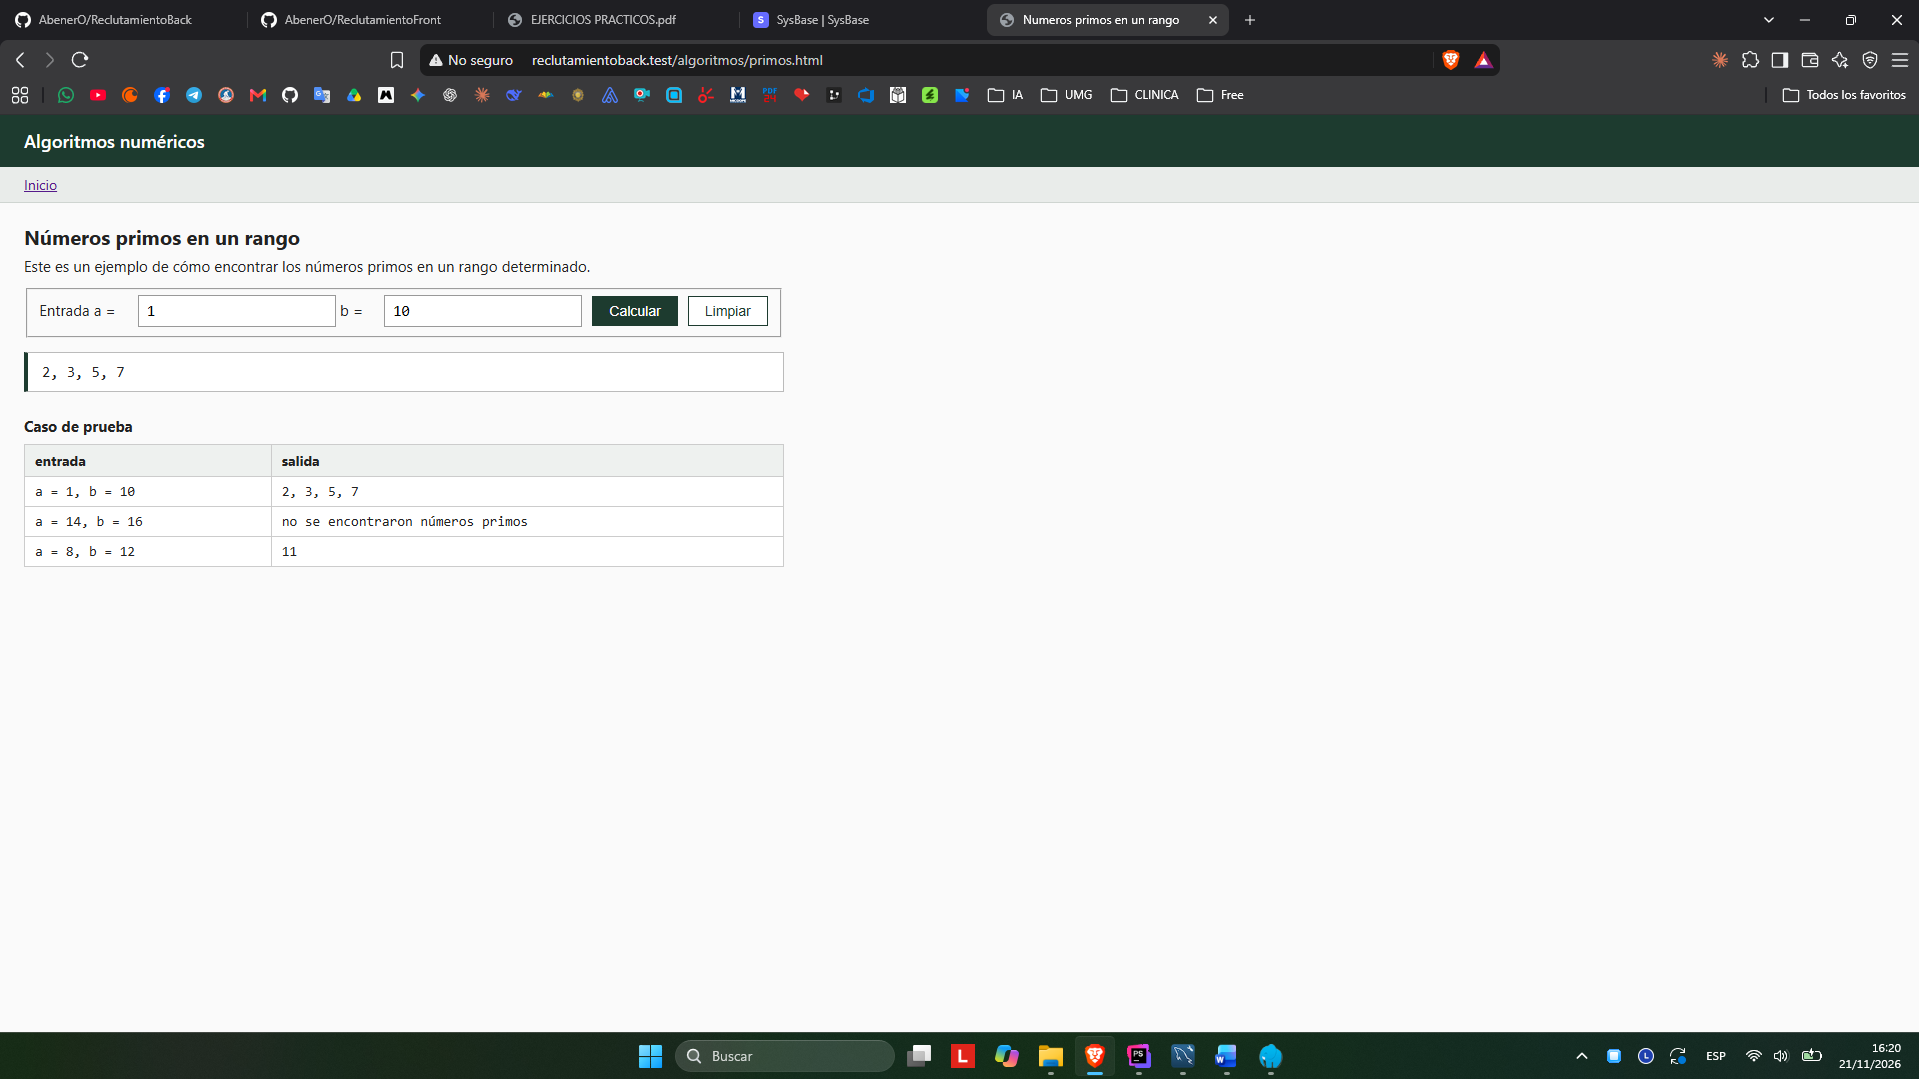 AbenerO/ReclutamientoBack
AbenerO/ReclutamientoFront
EJERCICIOS PRACTICOS.pdf
S SysBase | SysBase
Numeros primos en un rango
No seguro reclutamientoback.test/algoritmos/primos.html
IA UMG CLINICA Free Todos los favoritos
Algoritmos numéricos
Inicio
Números primos en un rango
Este es un ejemplo de cómo encontrar los números primos en un rango determinado.
Entrada a = 1 b = 10 Calcular Limpiar
2, 3, 5, 7
Caso de prueba
entrada salida
a = 1, b = 10 2, 3, 5, 7
a = 14, b = 16 no se encontraron números primos
a = 8, b = 12 11
Buscar L PS W L ESP 16:20
21/11/2026